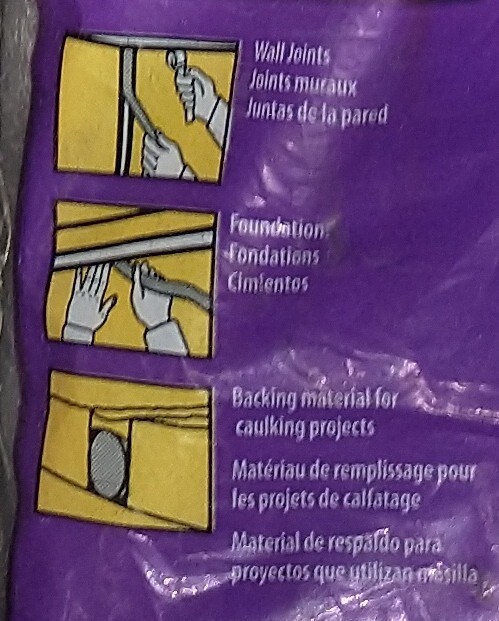 Wall Joints
Joints muraux
Juntas de la pared
Foundations
Fondations
Cimientos
Backing material for
caulking projects
Matériau de remplissage pour
les projets de calfatage
Material de respaldo para
proyectos que utilizan masilla